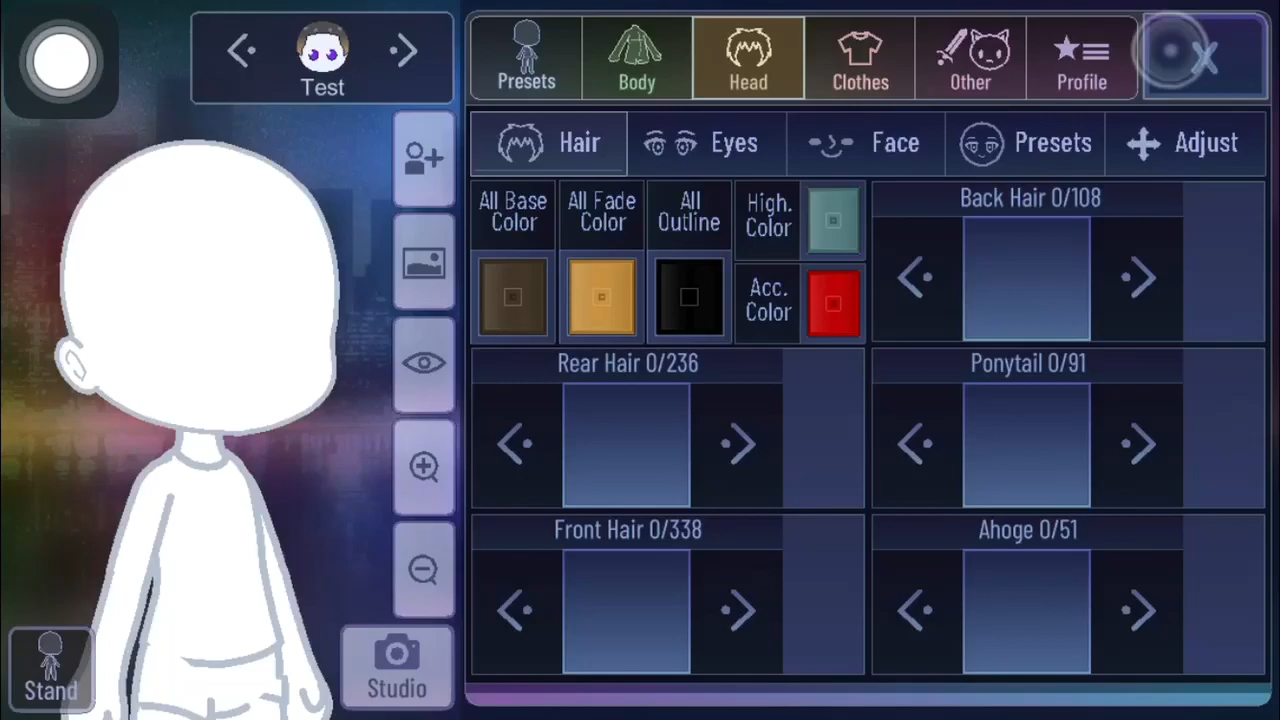 Test
Presets
Body
Head
Clothes
Other
Profile
X
Hair
Eyes
Face
Presets
Adjust
All Base
Color
All Fade
Color
All
Outline
High.
Color
Acc.
Color
Back Hair 0/108
Rear Hair 0/236
Ponytail 0/91
Front Hair 0/338
Ahoge 0/51
Stand
Studio